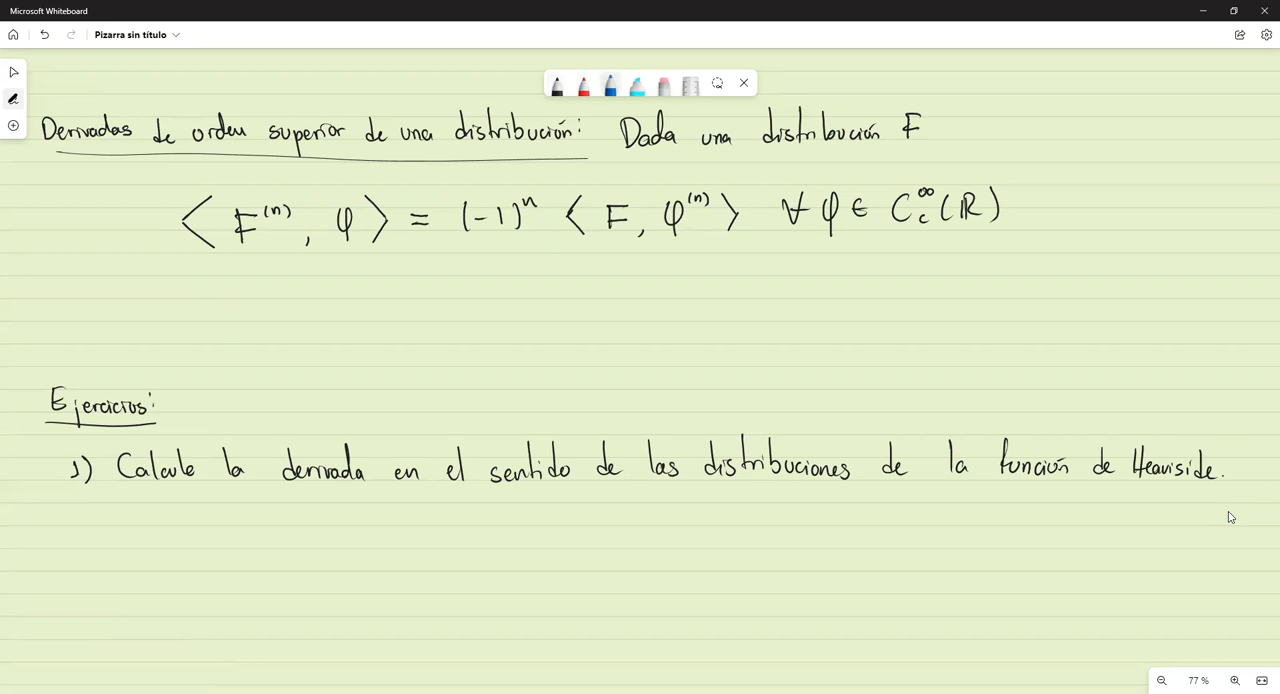 Microsoft Whiteboard
Pizarra sin título
Derivadas de orden superior de una distribución: Dada una distribución F
⟨F⁽ⁿ⁾, φ⟩ = (-1)ⁿ ⟨F, φ⁽ⁿ⁾⟩ ∀ φ ∈ C_c^∞(ℝ)
Ejercicios:
1) Calcule la derivada en el sentido de las distribuciones de la función de Heaviside.
77 %